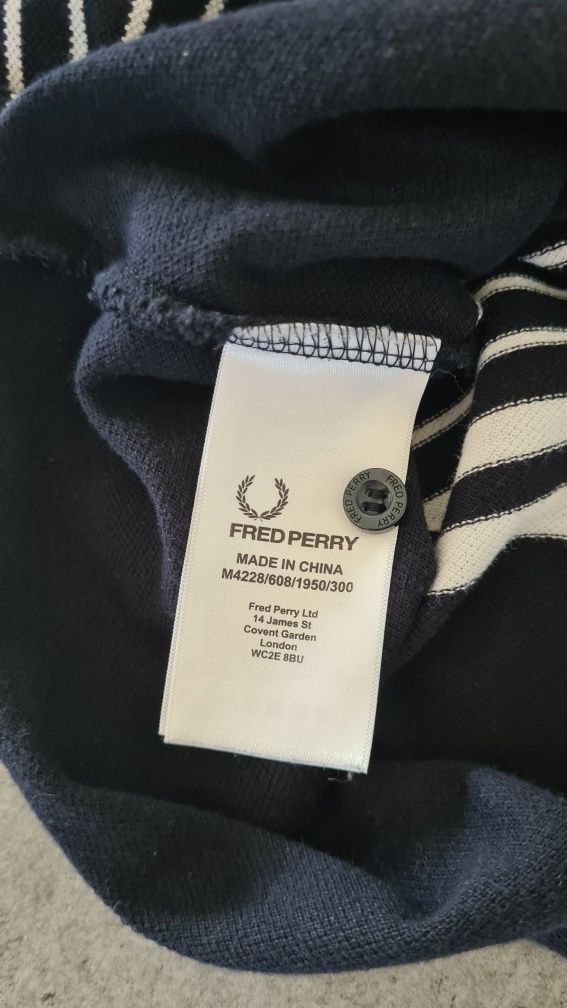 FRED PERRY
MADE IN CHINA
M4228/608/1950/300
Fred Perry Ltd
14 James St
Covent Garden
London
WC2E 8BU
FRED PERRY
FRED PERRY